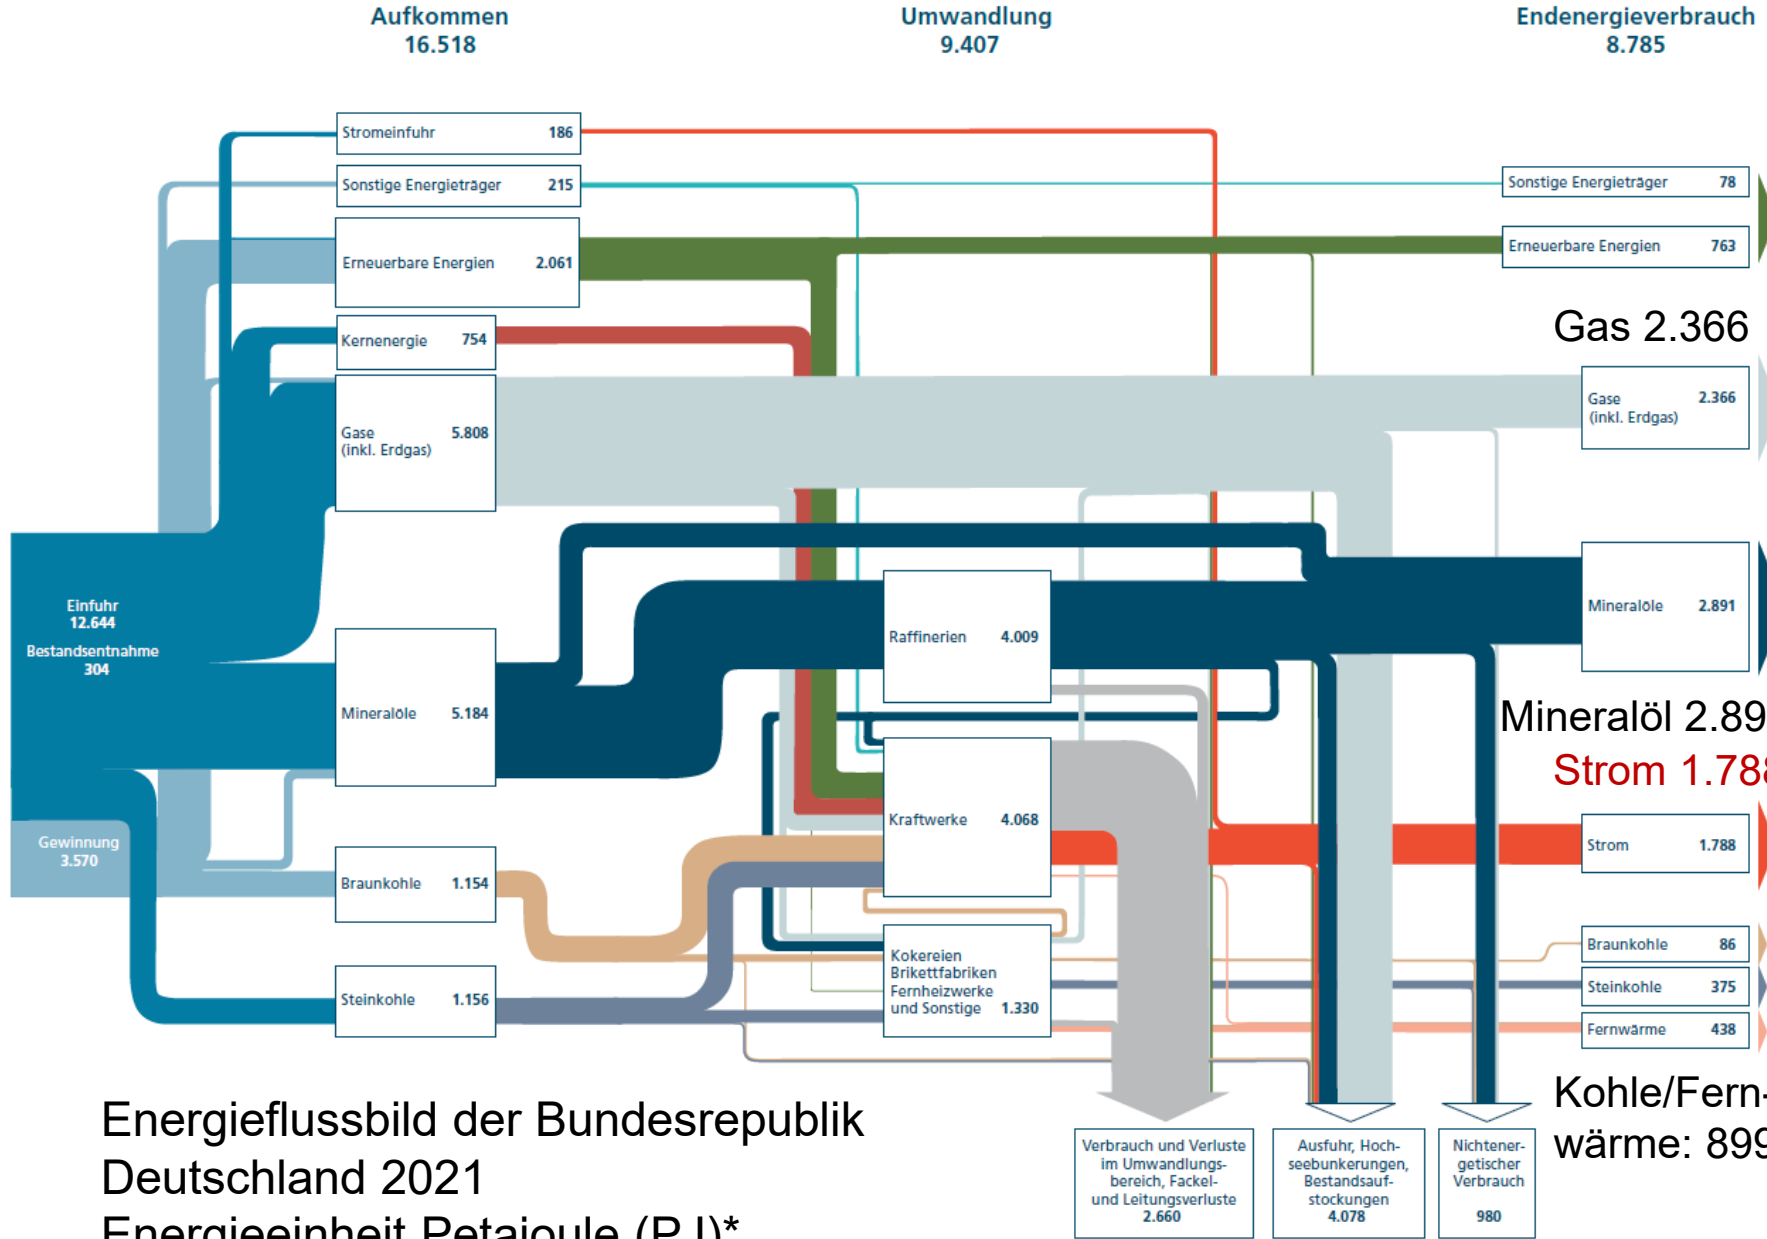 Aufkommen
16.518
Umwandlung
9.407
Endenergieverbrauch
8.785
Stromeinfuhr 186
Sonstige Energieträger 215
Erneuerbare Energien 2.061
Kernenergie 754
Gase 5.808
(inkl. Erdgas)
Mineralöle 5.184
Braunkohle 1.154
Steinkohle 1.156
Einfuhr
12.644
Bestandsentnahme
304
Gewinnung
3.570
Raffinerien 4.009
Kraftwerke 4.068
Kokereien
Brikettfabriken
Fernheizwerke
und Sonstige 1.330
Sonstige Energieträger 78
Erneuerbare Energien 763
Gas 2.366
Gase 2.366
(inkl. Erdgas)
Mineralöle 2.891
Mineralöl 2.89
Strom 1.788
Strom 1.788
Braunkohle 86
Steinkohle 375
Fernwärme 438
Kohle/Fern-
wärme: 899
Verbrauch und Verluste
im Umwandlungs-
bereich, Fackel-
und Leitungsverluste
2.660
Ausfuhr, Hoch-
seebunkerungen,
Bestandsauf-
stockungen
4.078
Nichtener-
getischer
Verbrauch
980
Energieflussbild der Bundesrepublik
Deutschland 2021
Energieeinheit Petajoule (PJ)*